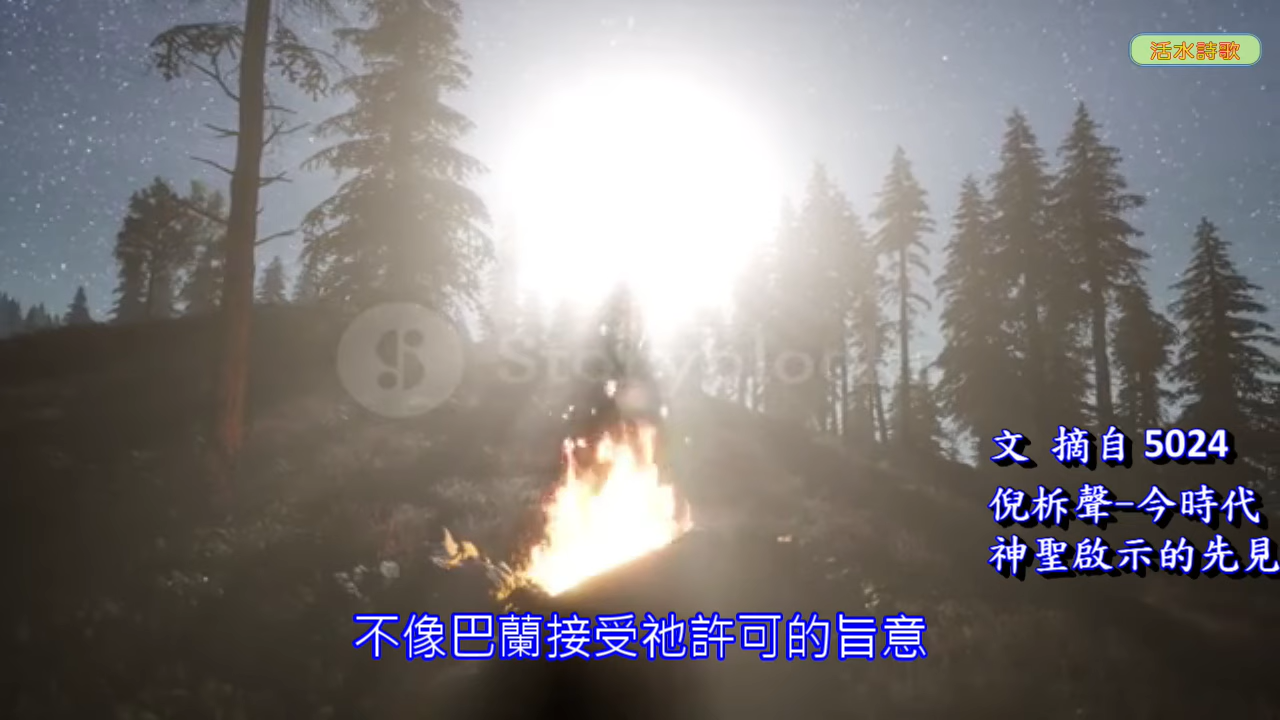 活水詩歌
Storyblocks
文 摘自 5024
倪柝聲-今時代
神聖啟示的先見
不像巴蘭接受祂許可的旨意